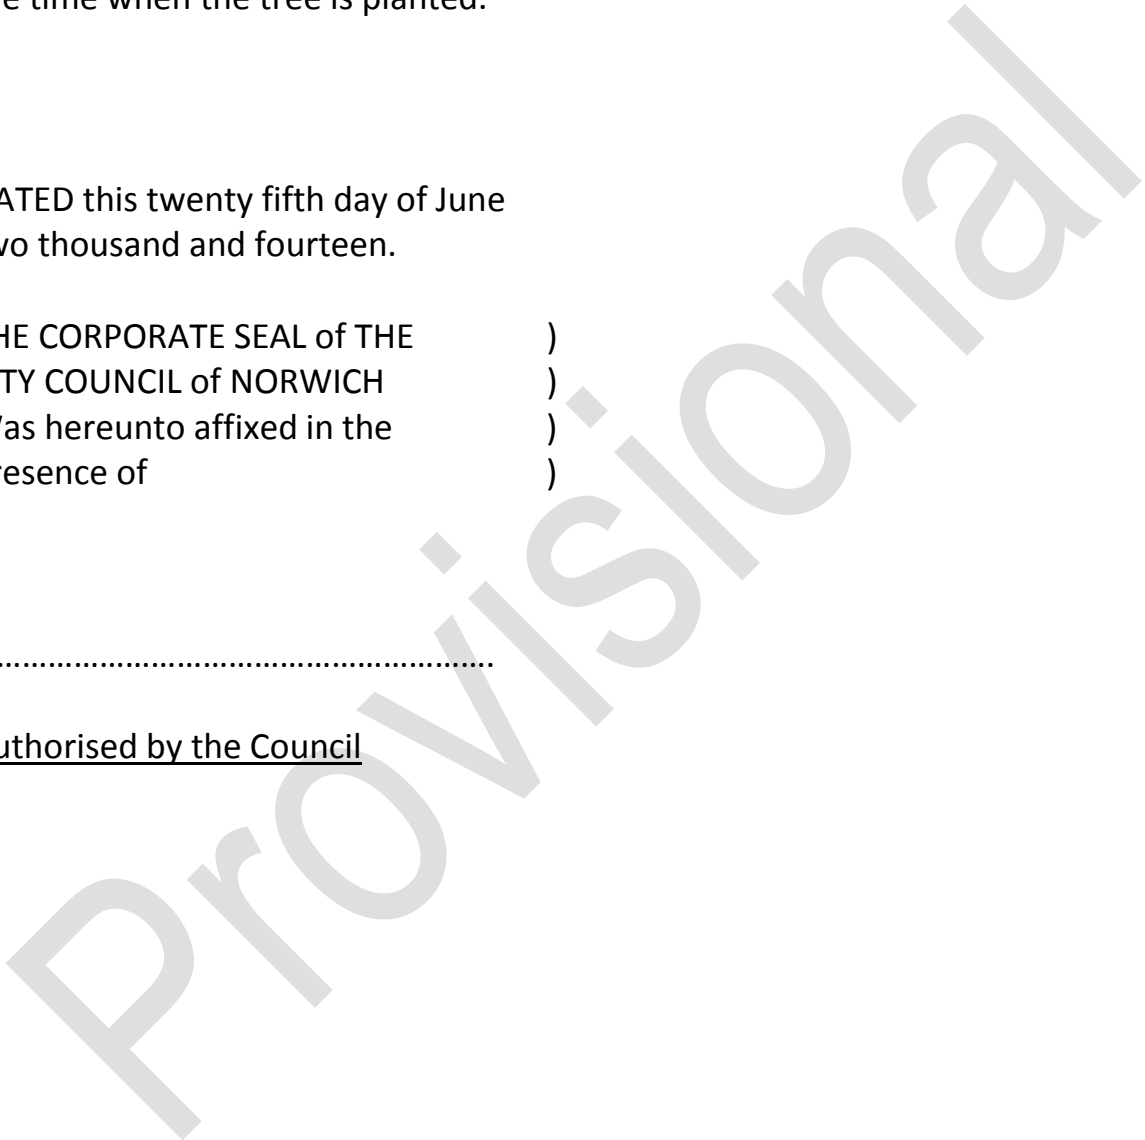 e time when the tree is planted.
ATED this twenty fifth day of June
wo thousand and fourteen.
HE CORPORATE SEAL of THE )
TY COUNCIL of NORWICH )
as hereunto affixed in the )
resence of )
……………………………………………….
uthorised by the Council
Provisional